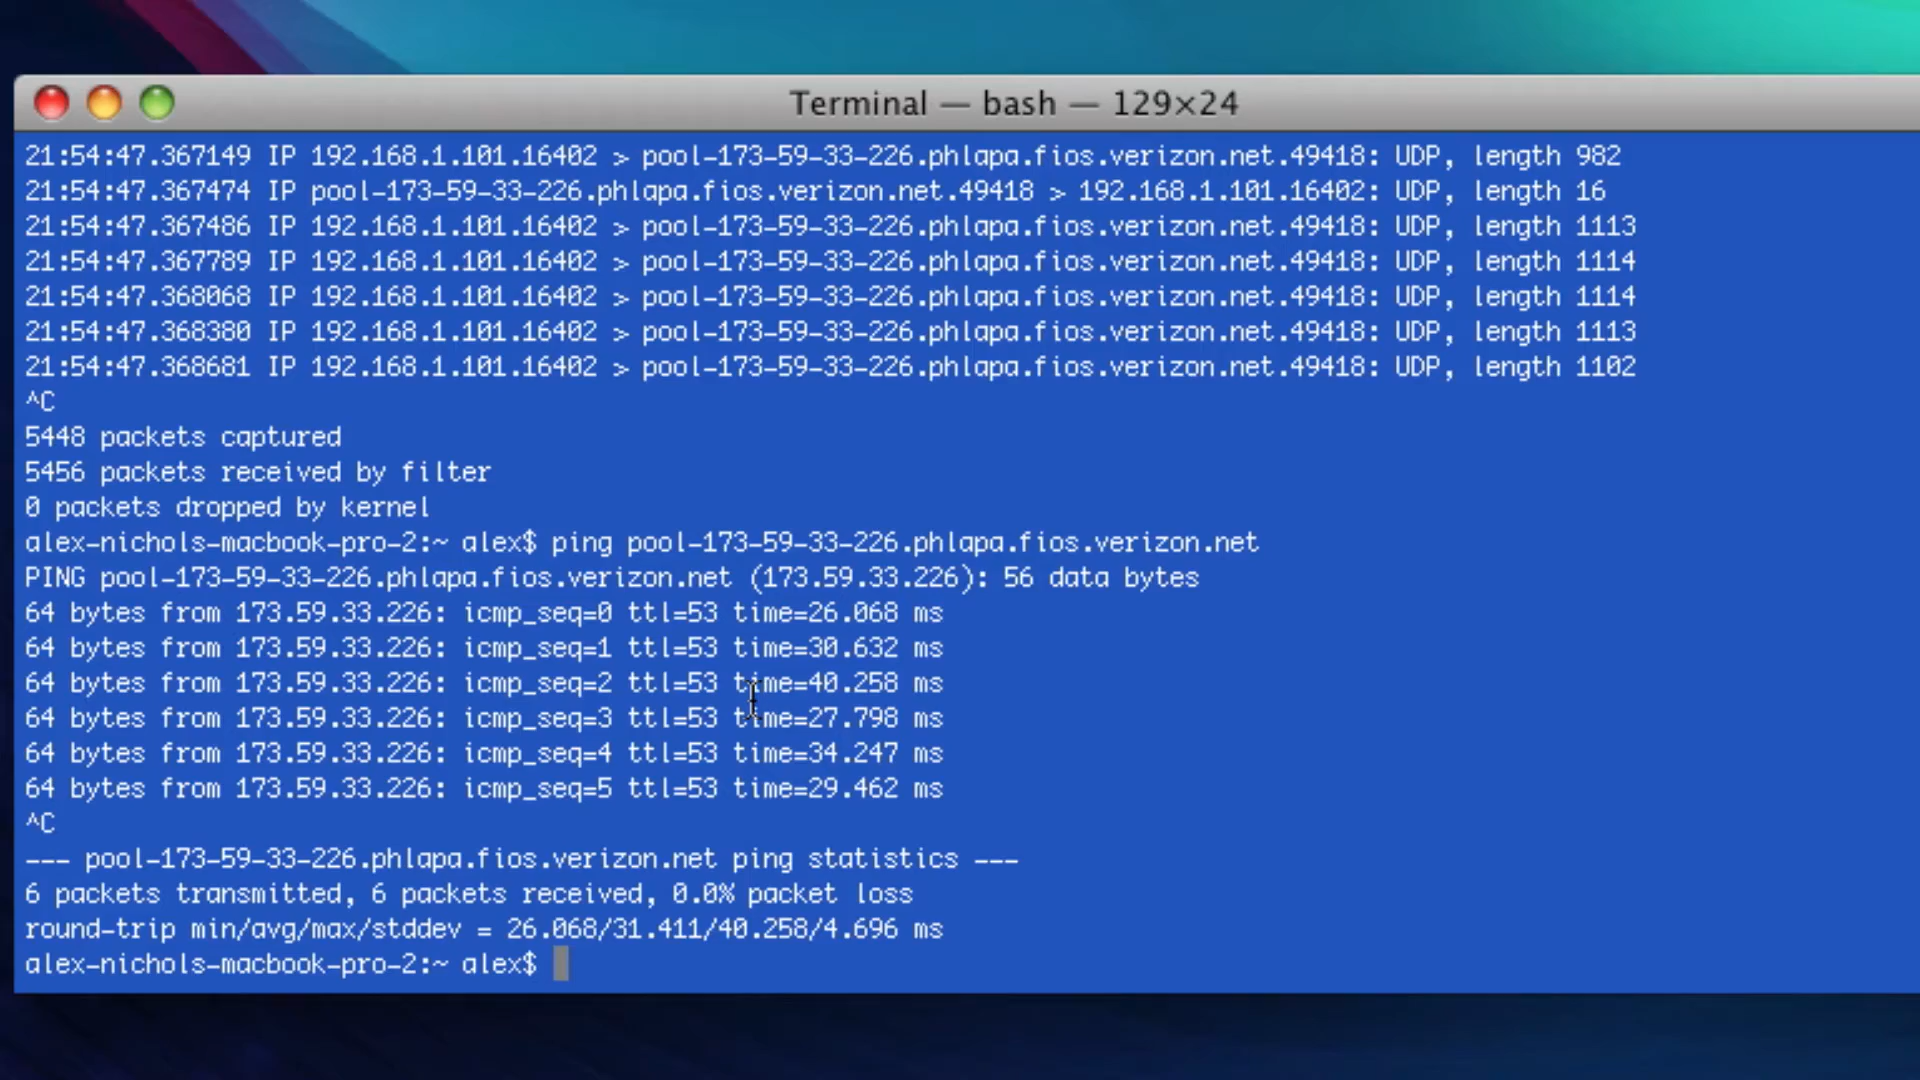 Terminal — bash — 129×24
21:54:47.367149 IP 192.168.1.101.16402 > pool-173-59-33-226.phlapa.fios.verizon.net.49418: UDP, length 982
21:54:47.367474 IP pool-173-59-33-226.phlapa.fios.verizon.net.49418 > 192.168.1.101.16402: UDP, length 16
21:54:47.367486 IP 192.168.1.101.16402 > pool-173-59-33-226.phlapa.fios.verizon.net.49418: UDP, length 1113
21:54:47.367789 IP 192.168.1.101.16402 > pool-173-59-33-226.phlapa.fios.verizon.net.49418: UDP, length 1114
21:54:47.368068 IP 192.168.1.101.16402 > pool-173-59-33-226.phlapa.fios.verizon.net.49418: UDP, length 1114
21:54:47.368380 IP 192.168.1.101.16402 > pool-173-59-33-226.phlapa.fios.verizon.net.49418: UDP, length 1113
21:54:47.368681 IP 192.168.1.101.16402 > pool-173-59-33-226.phlapa.fios.verizon.net.49418: UDP, length 1102
^C
5448 packets captured
5456 packets received by filter
0 packets dropped by kernel
alex-nichols-macbook-pro-2:~ alex$ ping pool-173-59-33-226.phlapa.fios.verizon.net
PING pool-173-59-33-226.phlapa.fios.verizon.net (173.59.33.226): 56 data bytes
64 bytes from 173.59.33.226: icmp_seq=0 ttl=53 time=26.068 ms
64 bytes from 173.59.33.226: icmp_seq=1 ttl=53 time=30.632 ms
64 bytes from 173.59.33.226: icmp_seq=2 ttl=53 time=40.258 ms
64 bytes from 173.59.33.226: icmp_seq=3 ttl=53 time=27.798 ms
64 bytes from 173.59.33.226: icmp_seq=4 ttl=53 time=34.247 ms
64 bytes from 173.59.33.226: icmp_seq=5 ttl=53 time=29.462 ms
^C
--- pool-173-59-33-226.phlapa.fios.verizon.net ping statistics ---
6 packets transmitted, 6 packets received, 0.0% packet loss
round-trip min/avg/max/stddev = 26.068/31.411/40.258/4.696 ms
alex-nichols-macbook-pro-2:~ alex$